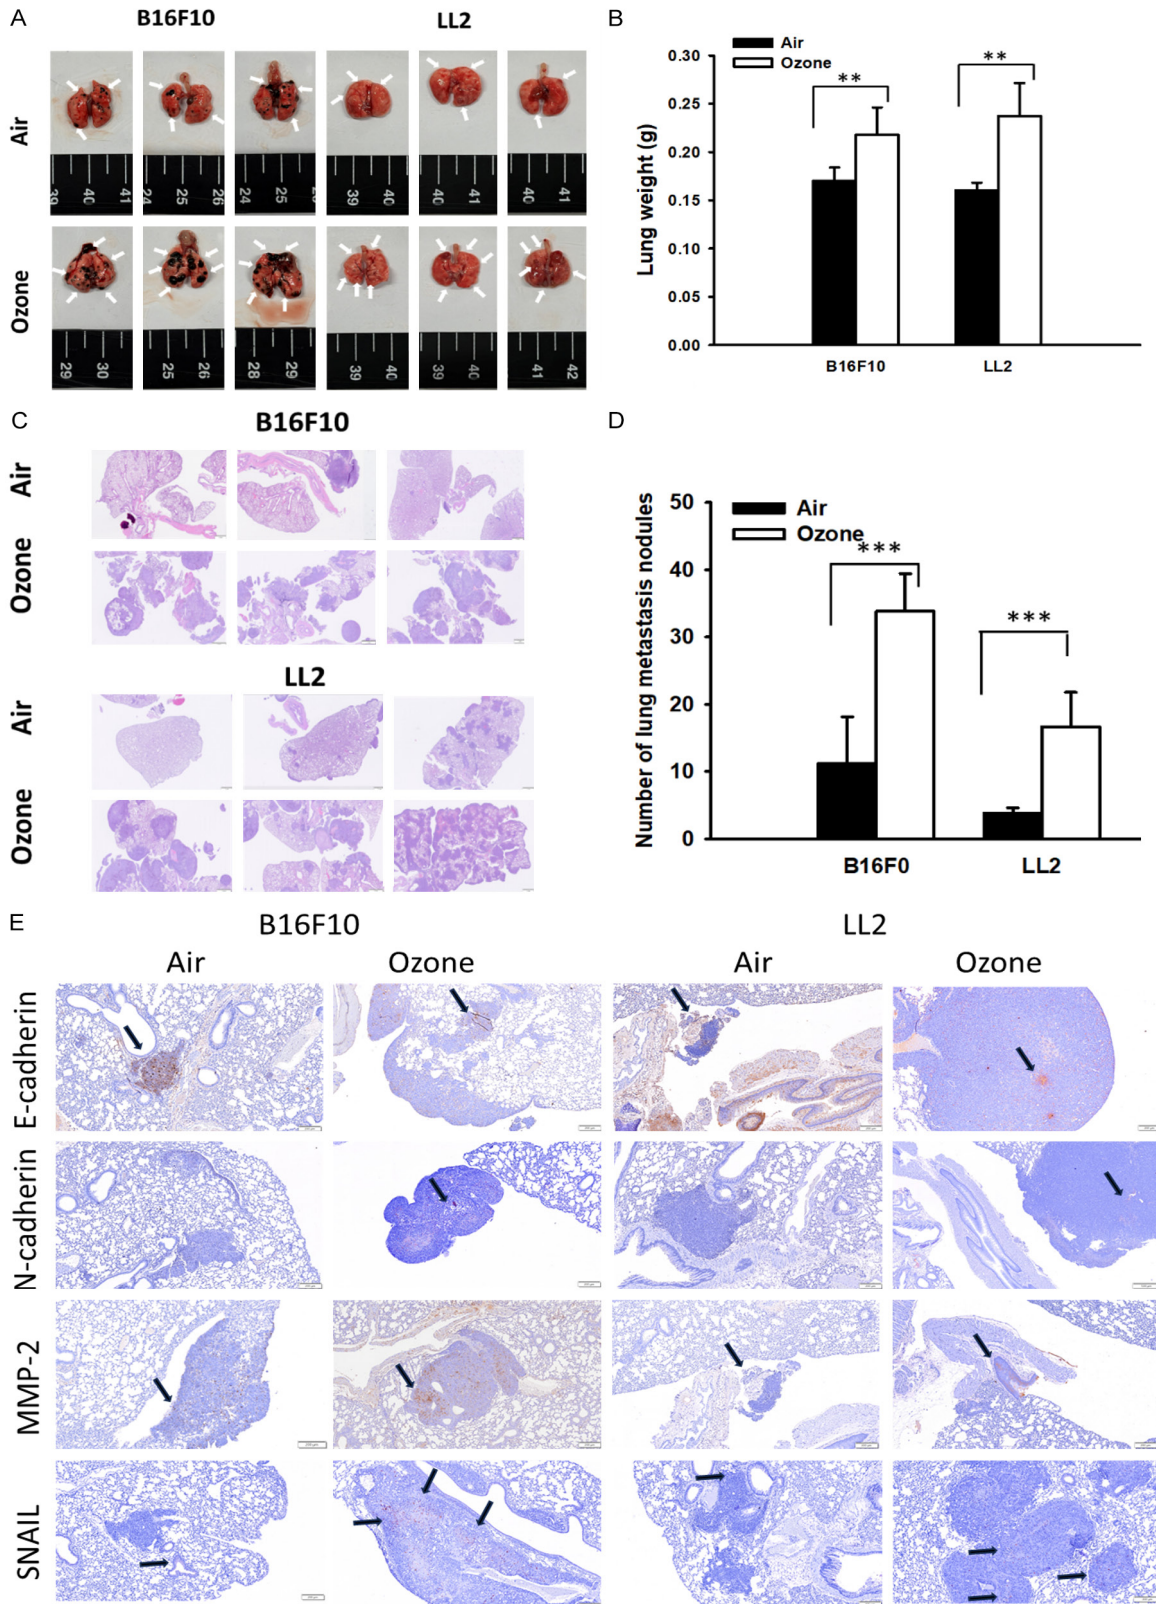 A
B16F10
LL2
Air
39 40 41
24 25 26
24 25
39 40
40 41
40 41
Ozone
29 30
25 26
28 29
39 40
39 40
41 42
B
Air
Ozone
**
**
Lung weight (g)
0.30
0.25
0.20
0.15
0.10
0.05
0.00
B16F10
LL2
C
B16F10
Air
Ozone
LL2
Air
Ozone
D
Air
Ozone
***
***
Number of lung metastasis nodules
50
40
30
20
10
0
B16F0
LL2
E
B16F10
LL2
Air
Ozone
Air
Ozone
E-cadherin
N-cadherin
MMP-2
SNAIL